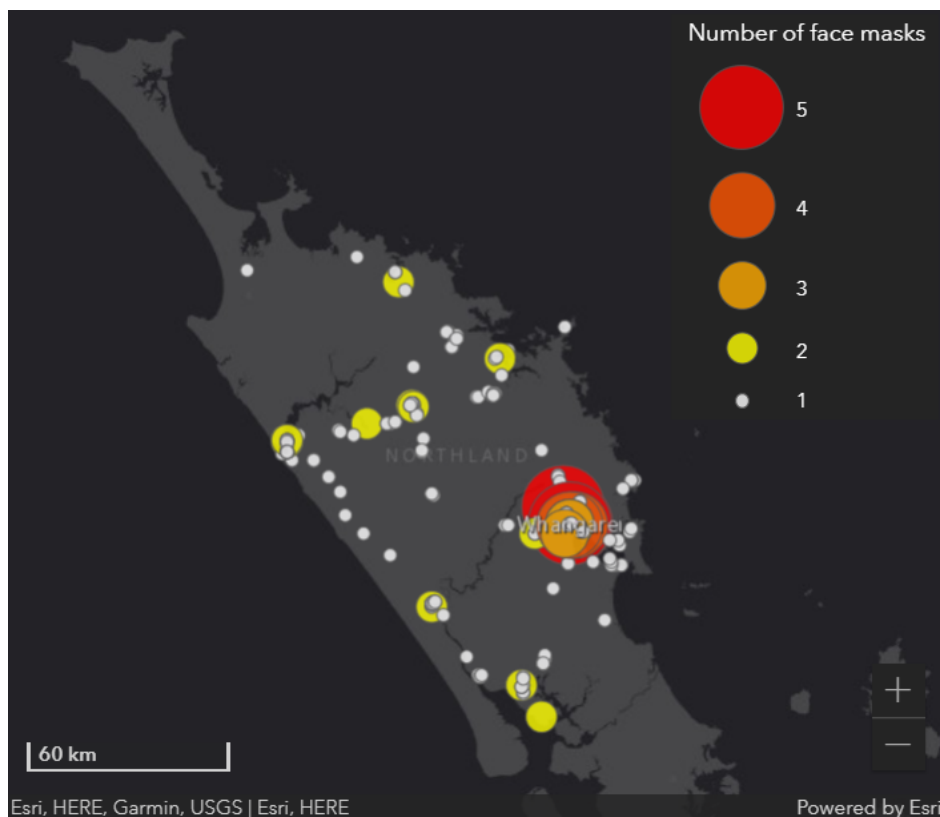 Number of face masks
5
4
3
2
1
NORTHLAND
Whangarei
+
−
60 km
Esri, HERE, Garmin, USGS | Esri, HERE
Powered by Esri